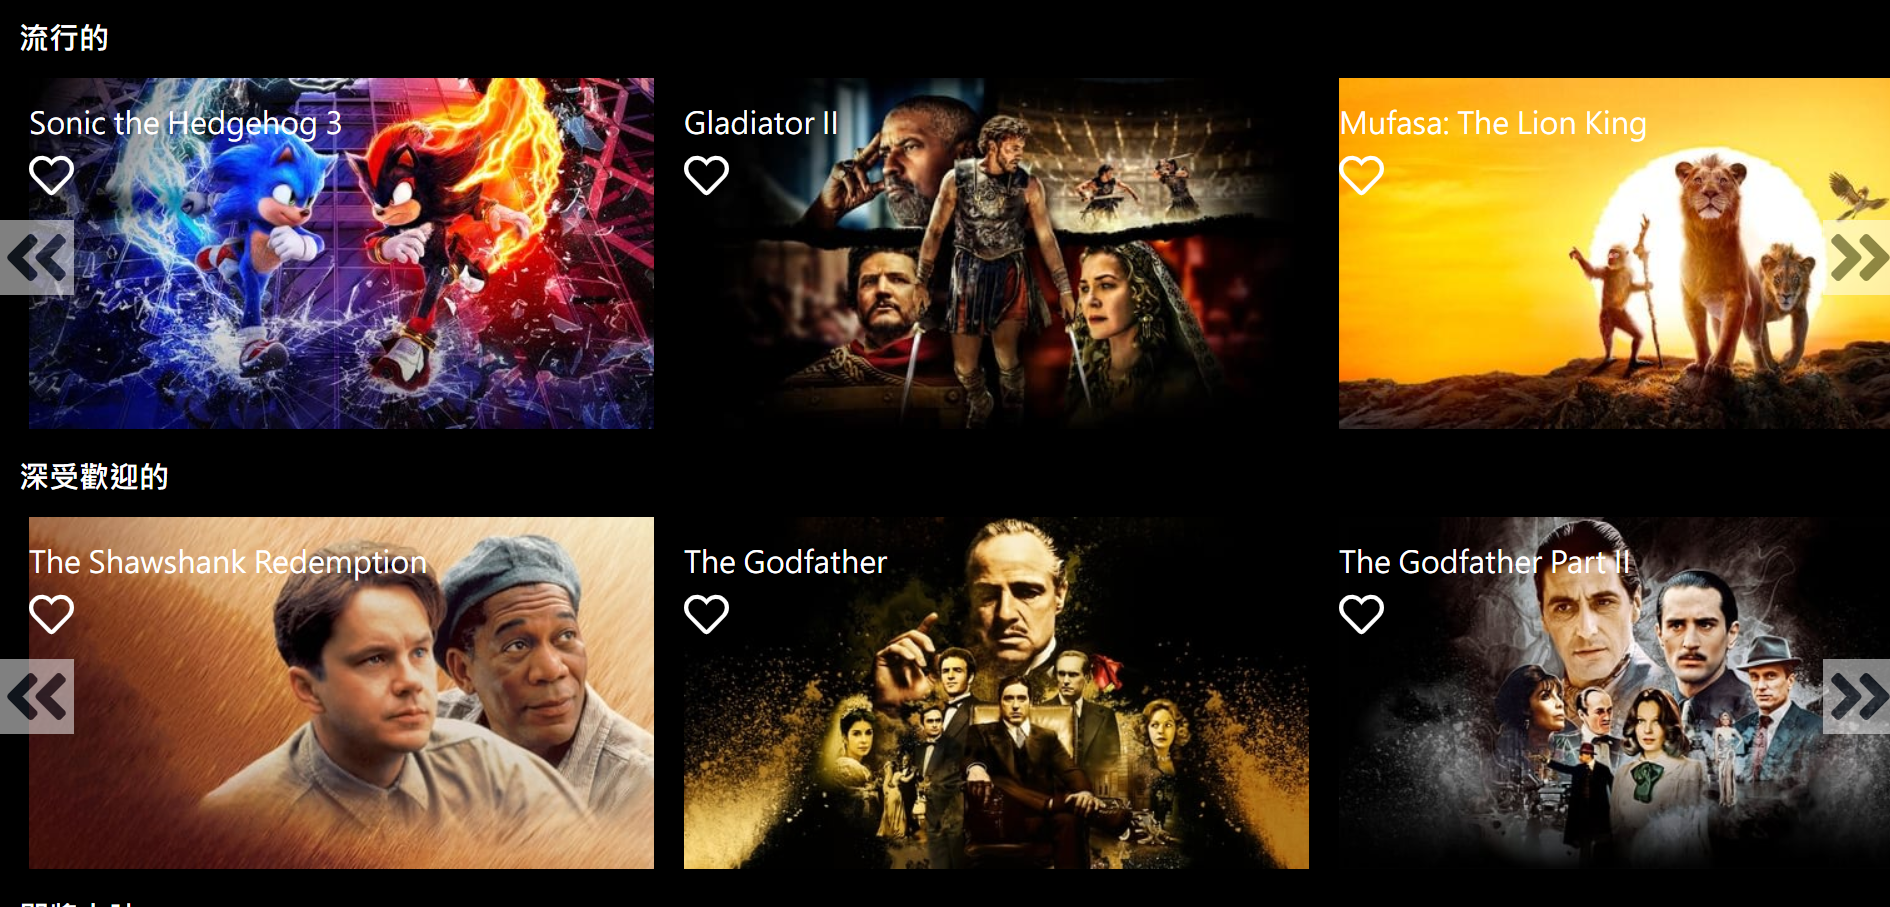 流行的
Sonic the Hedgehog 3
Gladiator II
Mufasa: The Lion King
深受歡迎的
The Shawshank Redemption
The Godfather
The Godfather Part II